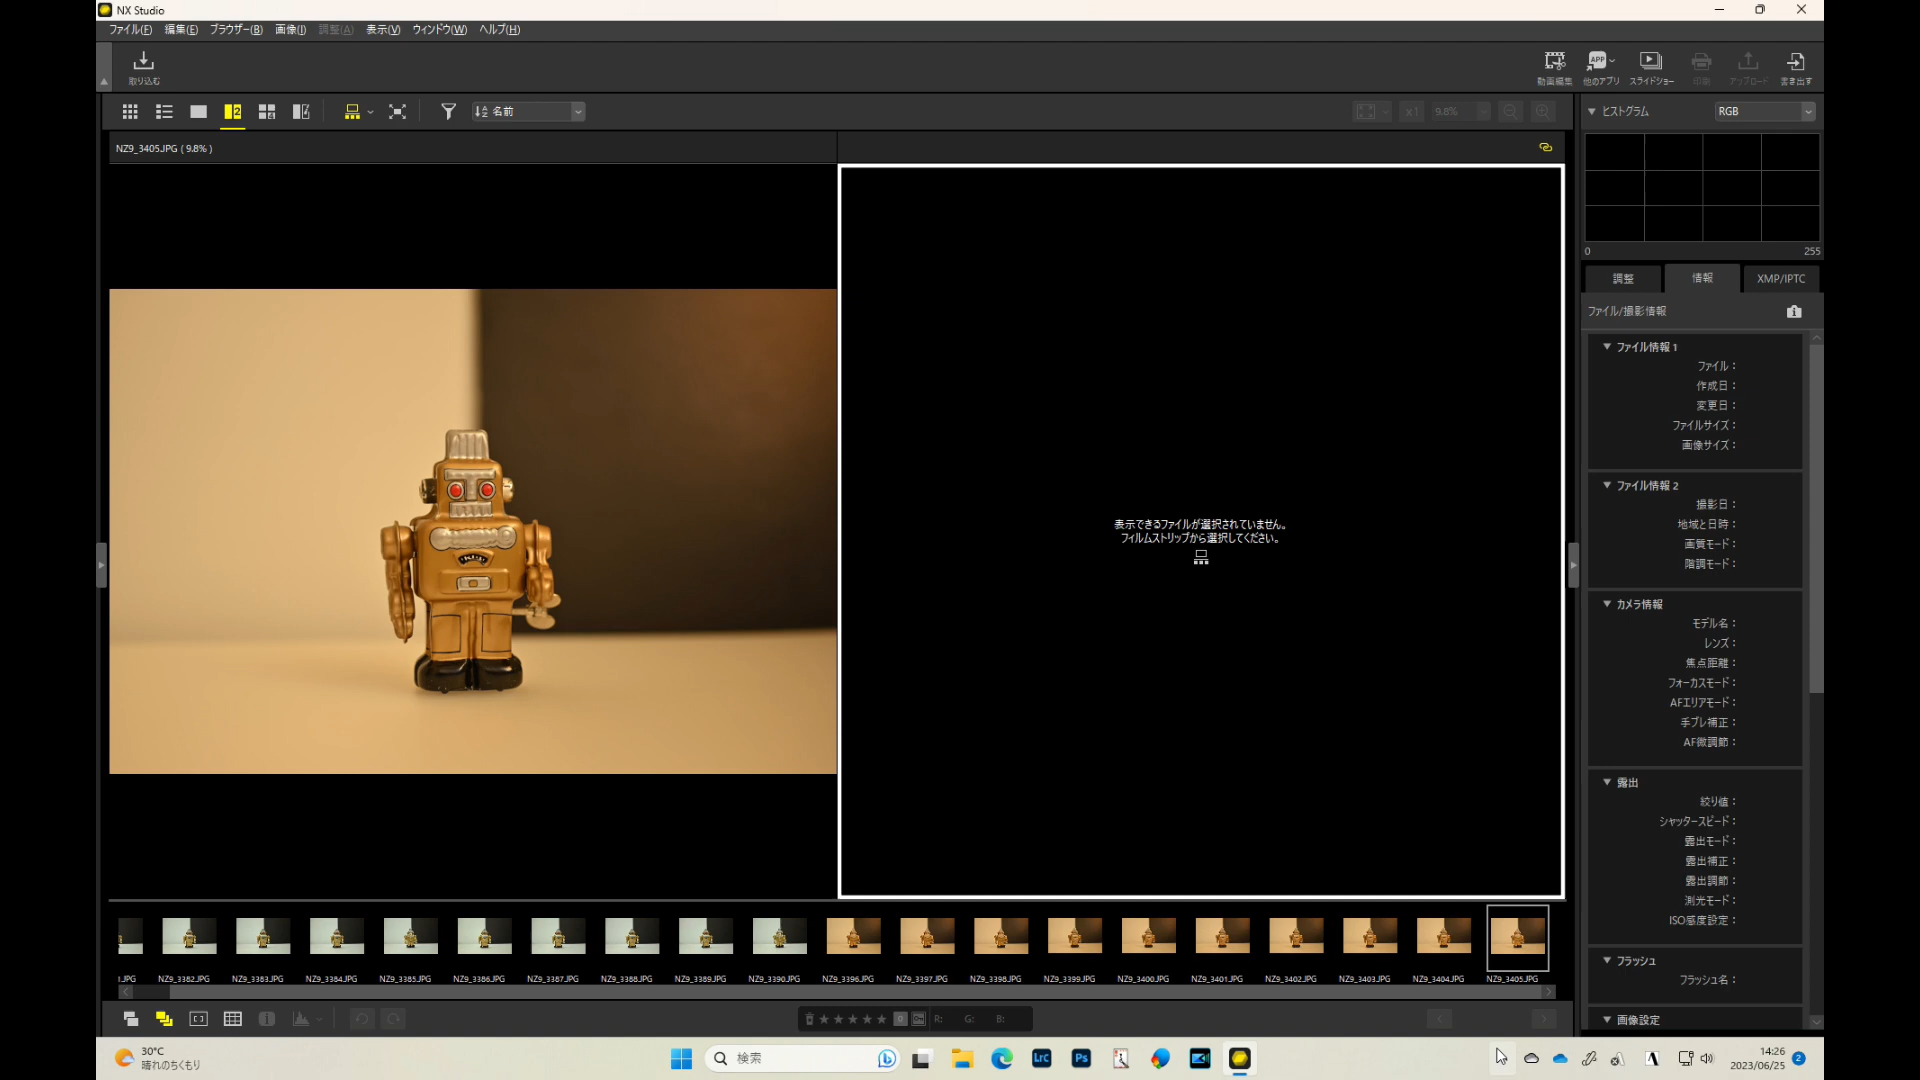 NX Studio
ファイル(F) 編集(E) ブラウザー(B) 画像(I) 調整(A) 表示(V) ウィンドウ(W) ヘルプ(H)
取り込む
動画編集 他のアプリ スライドショー 印刷 アップロード 書き出す
名前
x1 9.8%
ヒストグラム RGB
NZ9_3405.JPG ( 9.8% )
0 255
調整 情報 XMP/IPTC
ファイル/撮影情報
ファイル情報 1
ファイル :
作成日 :
変更日 :
ファイルサイズ :
画像サイズ :
ファイル情報 2
撮影日 :
地域と日時 :
画質モード :
階調モード :
カメラ情報
モデル名 :
レンズ :
焦点距離 :
フォーカスモード :
AFエリアモード :
手ブレ補正 :
AF微調節 :
露出
絞り値 :
シャッタースピード :
露出モード :
露出補正 :
露出調節 :
測光モード :
ISO感度設定 :
フラッシュ
フラッシュ名 :
画像設定
表示できるファイルが選択されていません。
フィルムストリップから選択してください。
1.JPG NZ9_3382.JPG NZ9_3383.JPG NZ9_3384.JPG NZ9_3385.JPG NZ9_3386.JPG NZ9_3387.JPG NZ9_3388.JPG NZ9_3389.JPG NZ9_3390.JPG NZ9_3396.JPG NZ9_3397.JPG NZ9_3398.JPG NZ9_3399.JPG NZ9_3400.JPG NZ9_3401.JPG NZ9_3402.JPG NZ9_3403.JPG NZ9_3404.JPG NZ9_3405.JPG
0 R: G: B:
30°C
晴れのちくもり
検索
LrC Ps
A
14:26
2023/06/25
2